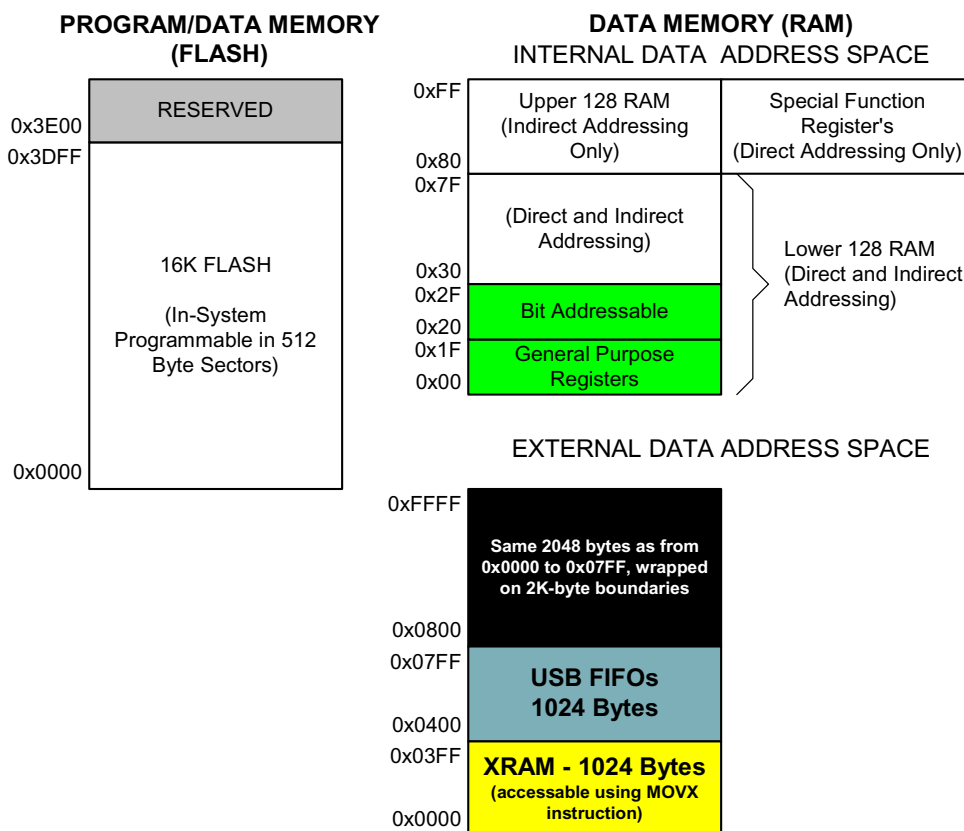 PROGRAM/DATA MEMORY
(FLASH)
RESERVED
0x3E00
0x3DFF
16K FLASH
(In-System
Programmable in 512
Byte Sectors)
0x0000
DATA MEMORY (RAM)
INTERNAL DATA ADDRESS SPACE
0xFF
Upper 128 RAM
(Indirect Addressing
Only)
0x80
Special Function
Register's
(Direct Addressing Only)
0x7F
(Direct and Indirect
Addressing)
0x30
0x2F
Bit Addressable
0x20
0x1F
General Purpose
Registers
0x00
Lower 128 RAM
(Direct and Indirect
Addressing)
EXTERNAL DATA ADDRESS SPACE
0xFFFF
Same 2048 bytes as from
0x0000 to 0x07FF, wrapped
on 2K-byte boundaries
0x0800
0x07FF
USB FIFOs
1024 Bytes
0x0400
0x03FF
XRAM - 1024 Bytes
(accessable using MOVX
instruction)
0x0000